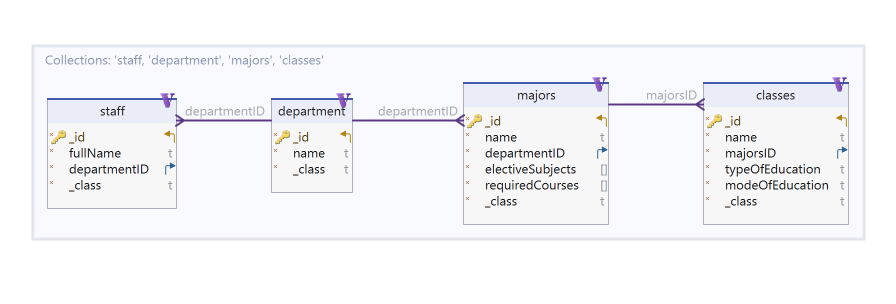 Collections: 'staff, 'department', 'majors', 'classes'
staff
_id
fullName
departmentID
t
_class
t
departmentID
department
_id
name
t
_class
t
departmentID
majors
_id
name
t
departmentID
electiveSubjects
[]
requiredCourses
[]
_class
t
majorsID
classes
_id
name
t
majorsID
typeOfEducation
t
modeOfEducation
t
_class
t